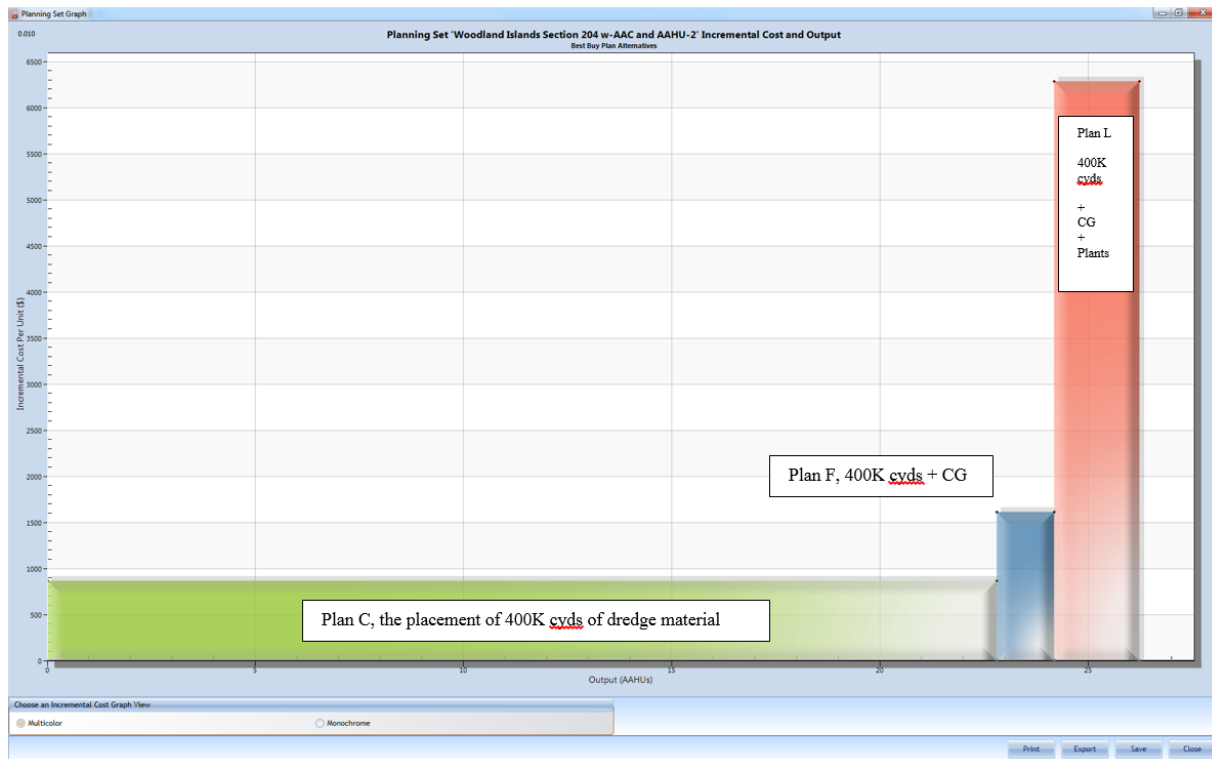 Planning Set Graph
0.010
Planning Set 'Woodland Islands Section 204 w-AAC and AAHU-2' Incremental Cost and Output
Best Buy Plan Alternatives
Incremental Cost Per Unit ($)
6500
6000
5500
5000
4500
4000
3500
3000
2500
2000
1500
1000
500
0
Plan L
400K
cyds
+
CG
+
Plants
Plan F, 400K cyds + CG
Plan C, the placement of 400K cyds of dredge material
0
5
10
15
20
25
Output (AAHUs)
Choose an Incremental Cost Graph View
Multicolor
Monochrome
Print
Export
Save
Close